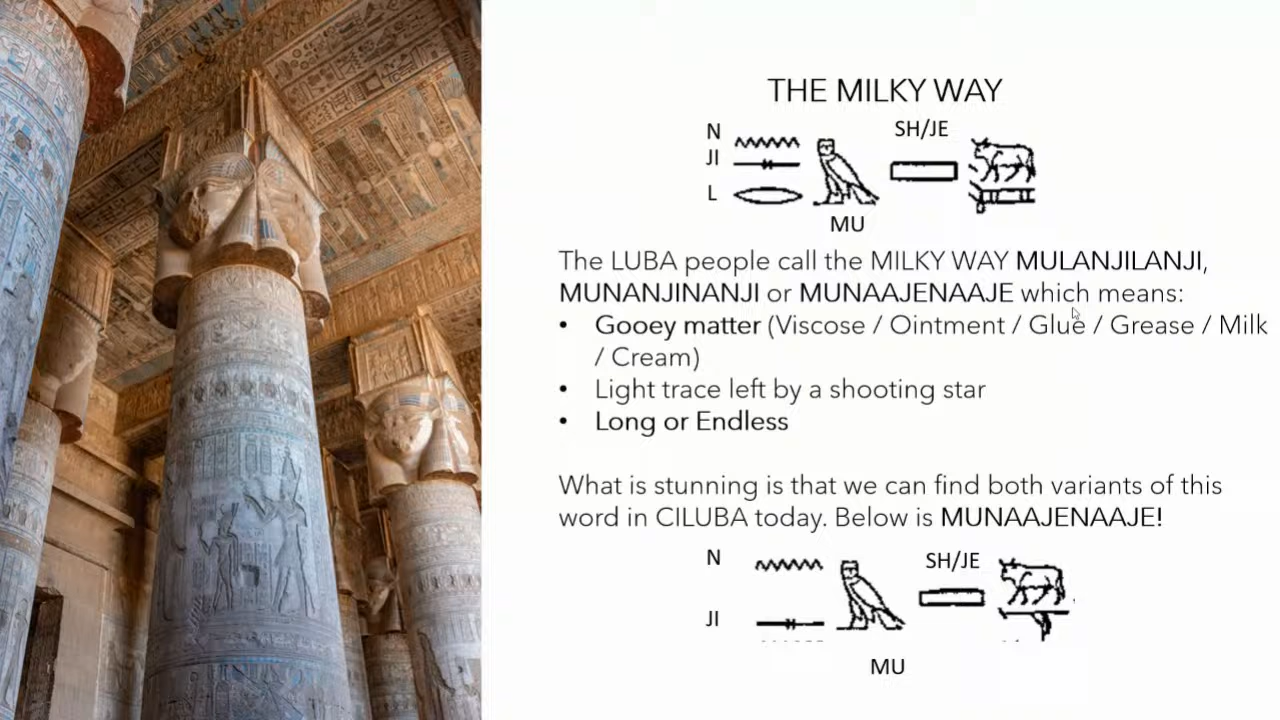 THE MILKY WAY
N SH/JE
JI
L
MU
The LUBA people call the MILKY WAY MULANJILANJI,
MUNANJINANJI or MUNAAJENAAJE which means:
• Gooey matter (Viscose / Ointment / Glue / Grease / Milk
/ Cream)
• Light trace left by a shooting star
• Long or Endless
What is stunning is that we can find both variants of this
word in CILUBA today. Below is MUNAAJENAAJE!
N SH/JE
JI
MU